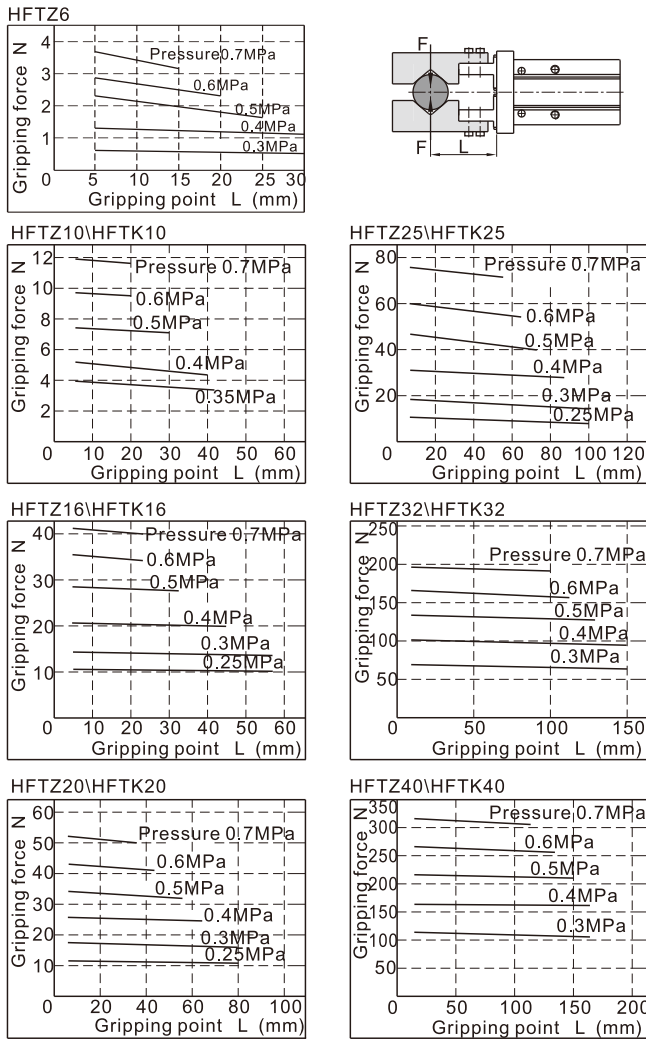 HFTZ6
Gripping force N
4
3
2
1
0
Pressure 0.7MPa
0.6MPa
0.5MPa
0.4MPa
0.3MPa
5 10 15 20 25 30
Gripping point L (mm)
F
F
L
HFTZ10\HFTK10
Gripping force N
12
10
8
6
4
2
0
Pressure 0.7MPa
0.6MPa
0.5MPa
0.4MPa
0.35MPa
10 20 30 40 50 60
Gripping point L (mm)
HFTZ25\HFTK25
Gripping force N
80
60
40
20
0
Pressure 0.7MPa
0.6MPa
0.5MPa
0.4MPa
0.3MPa
0.25MPa
20 40 60 80 100 120
Gripping point L (mm)
HFTZ16\HFTK16
Gripping force N
40
30
20
10
0
Pressure 0.7MPa
0.6MPa
0.5MPa
0.4MPa
0.3MPa
0.25MPa
10 20 30 40 50 60
Gripping point L (mm)
HFTZ32\HFTK32
Gripping force N
250
200
150
100
50
0
Pressure 0.7MPa
0.6MPa
0.5MPa
0.4MPa
0.3MPa
50 100 150
Gripping point L (mm)
HFTZ20\HFTK20
Gripping force N
60
50
40
30
20
10
0
Pressure 0.7MPa
0.6MPa
0.5MPa
0.4MPa
0.3MPa
0.25MPa
20 40 60 80 100
Gripping point L (mm)
HFTZ40\HFTK40
Gripping force N
350
300
250
200
150
100
50
0
Pressure 0.7MPa
0.6MPa
0.5MPa
0.4MPa
0.3MPa
50 100 150 200
Gripping point L (mm)